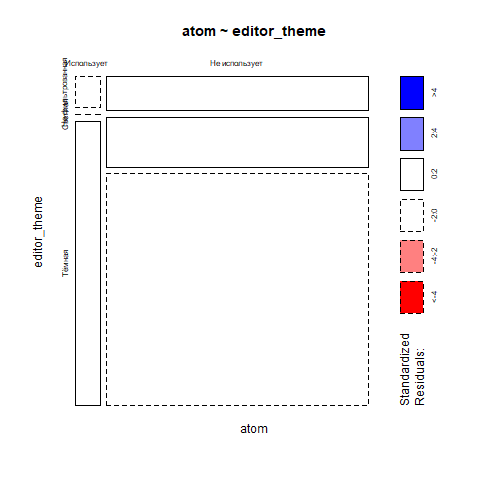 atom ~ editor_theme
Использует
Не использует
Тёмная
editor_theme
atom
Standardized
Residuals:
<-4
-4:-2
-2:0
0:2
2:4
>4